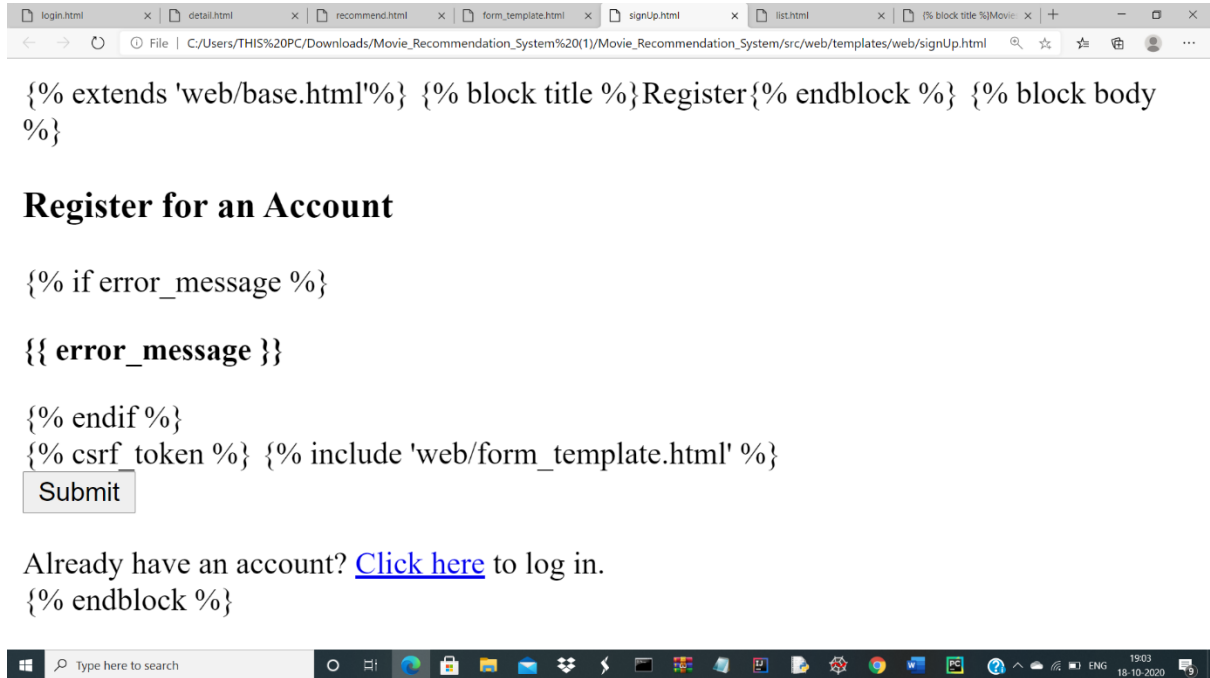 login.html
detail.html
recommend.html
form_template.html
signUp.html
list.html
{% block title %}Movie
File | C:/Users/THIS%20PC/Downloads/Movie_Recommendation_System%20(1)/Movie_Recommendation_System/src/web/templates/web/signUp.html
{% extends 'web/base.html'%} {% block title %}Register{% endblock %} {% block body
%}
Register for an Account
{% if error_message %}
{{ error_message }}
{% endif %}
{% csrf_token %} {% include 'web/form_template.html' %}
Submit
Already have an account? Click here to log in.
{% endblock %}
Type here to search
ENG
19:03
18-10-2020